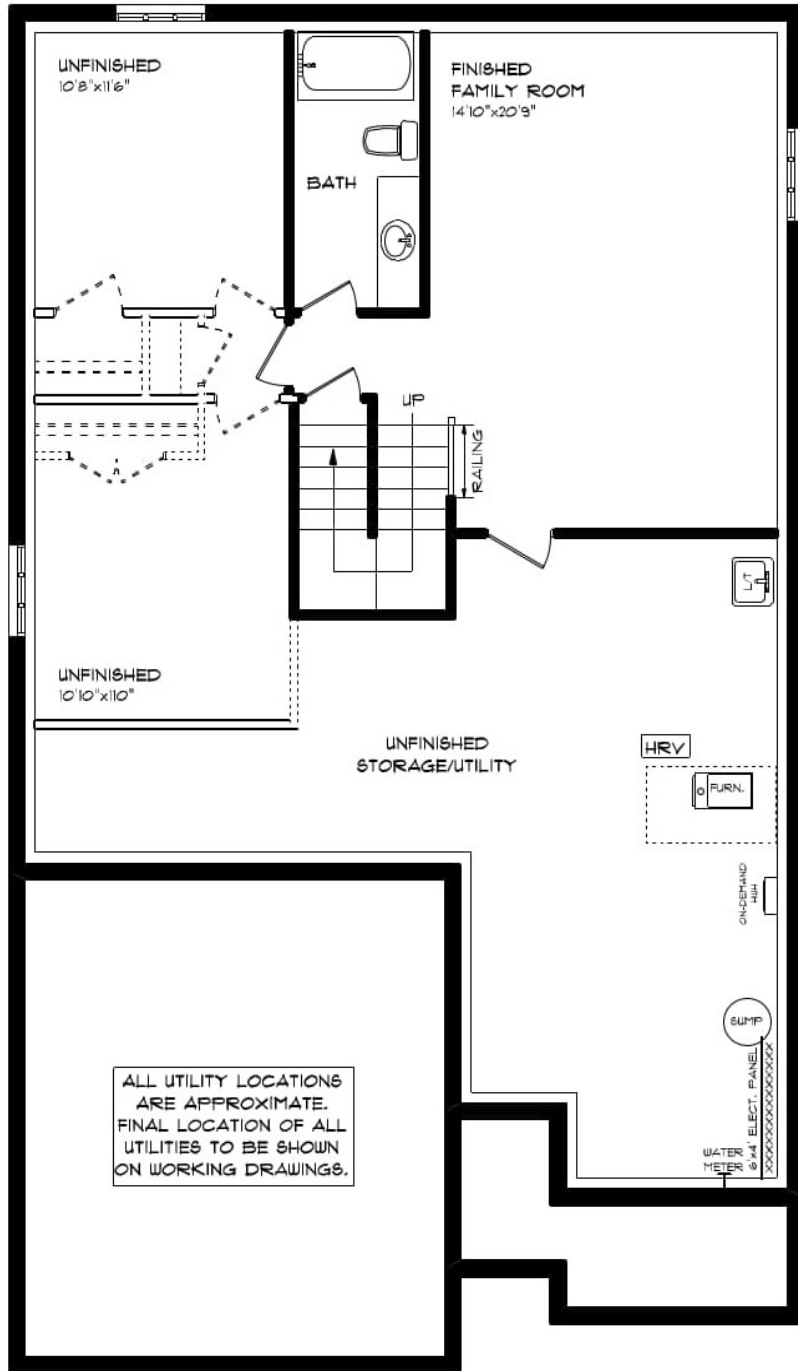 UNFINISHED
10'8"x11'6"
BATH
FINISHED
FAMILY ROOM
14'10"x20'9"
UP
RAILING
L/T
UNFINISHED
10'10"x110"
UNFINISHED
STORAGE/UTILITY
HRV
FURN.
ON-DEMAND
HWH
SUMP
6'x4' ELECT. PANEL
WATER
METER
ALL UTILITY LOCATIONS
ARE APPROXIMATE.
FINAL LOCATION OF ALL
UTILITIES TO BE SHOWN
ON WORKING DRAWINGS.